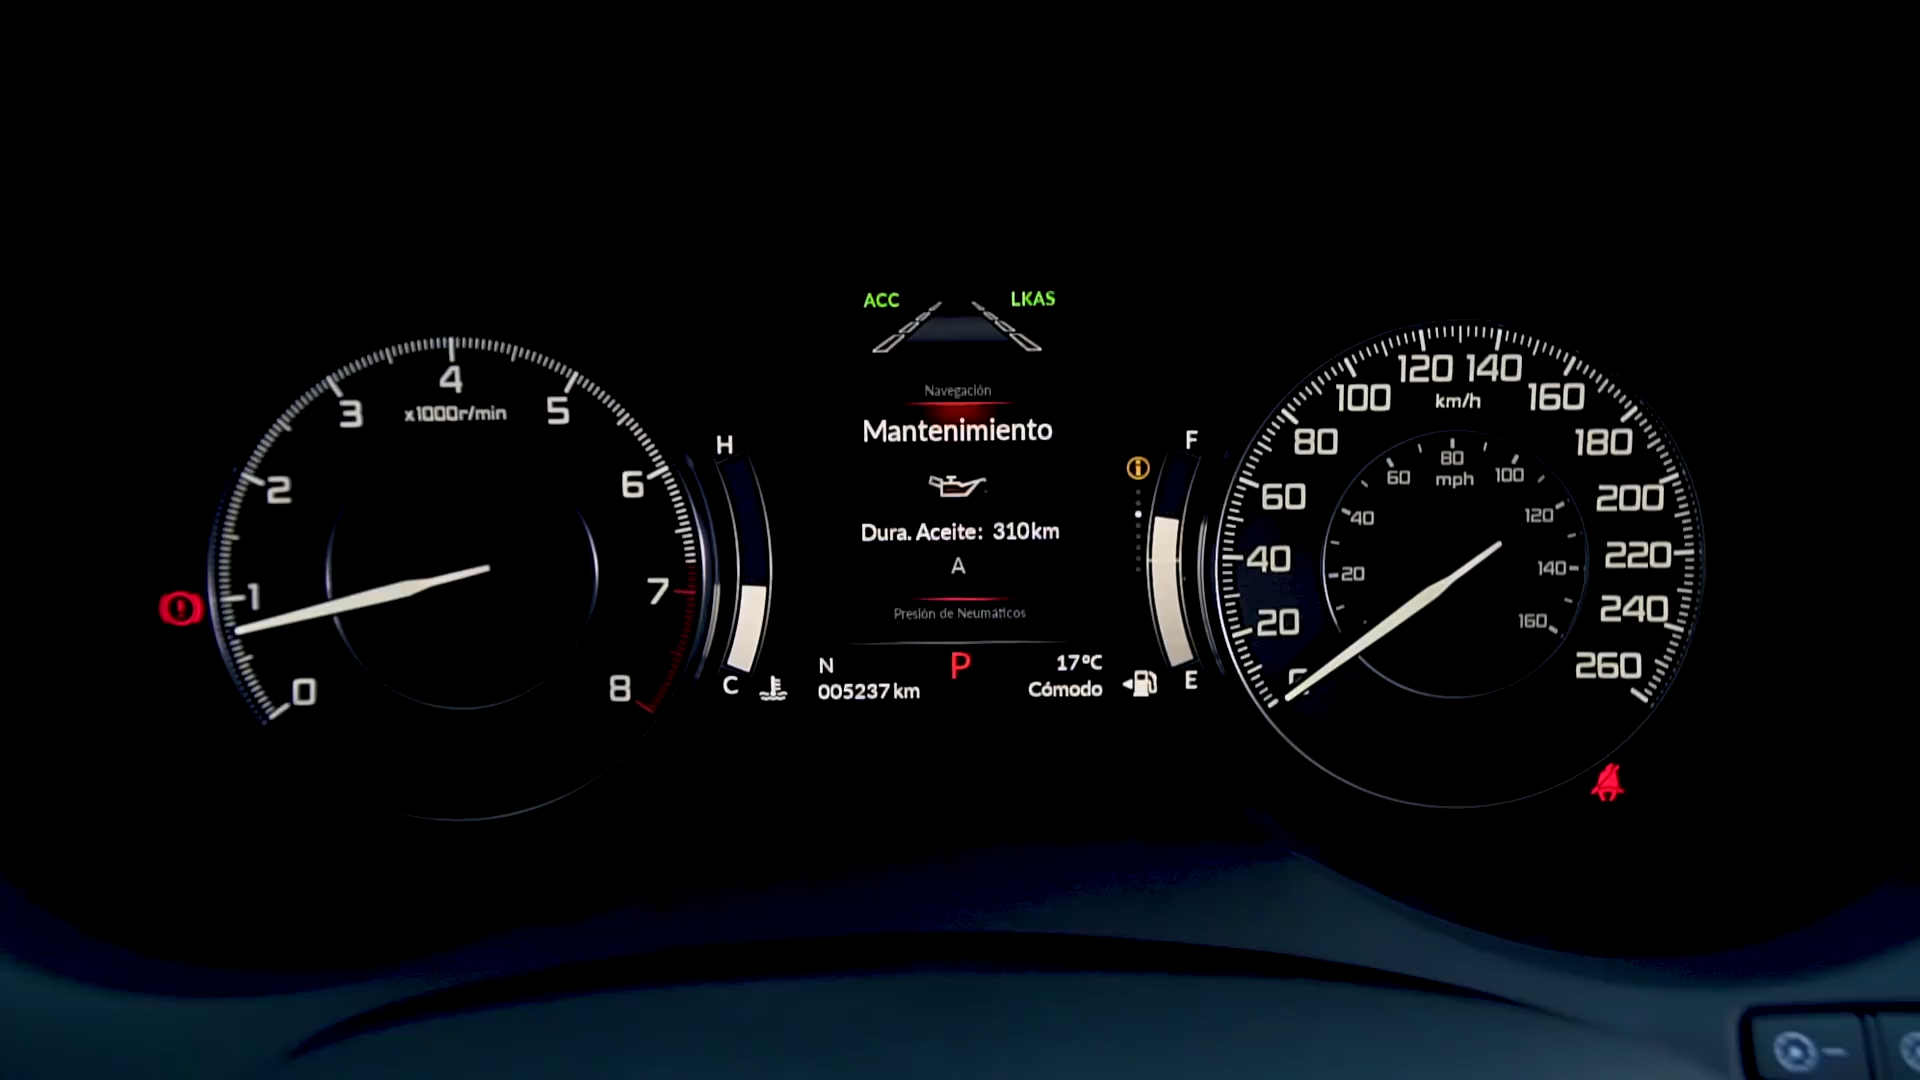 ACC LKAS
Navegación
Mantenimiento
Dura. Aceite: 310km
A
Presión de Neumáticos
N P 17°C
005237 km Cómodo
0 1 2 3 4 5 6 7 8
x1000r/min
H
C
F
E
20 40 60 80 100 120 140 160 180 200 220 240 260
km/h
20 40 60 80 100 120 140 160
mph